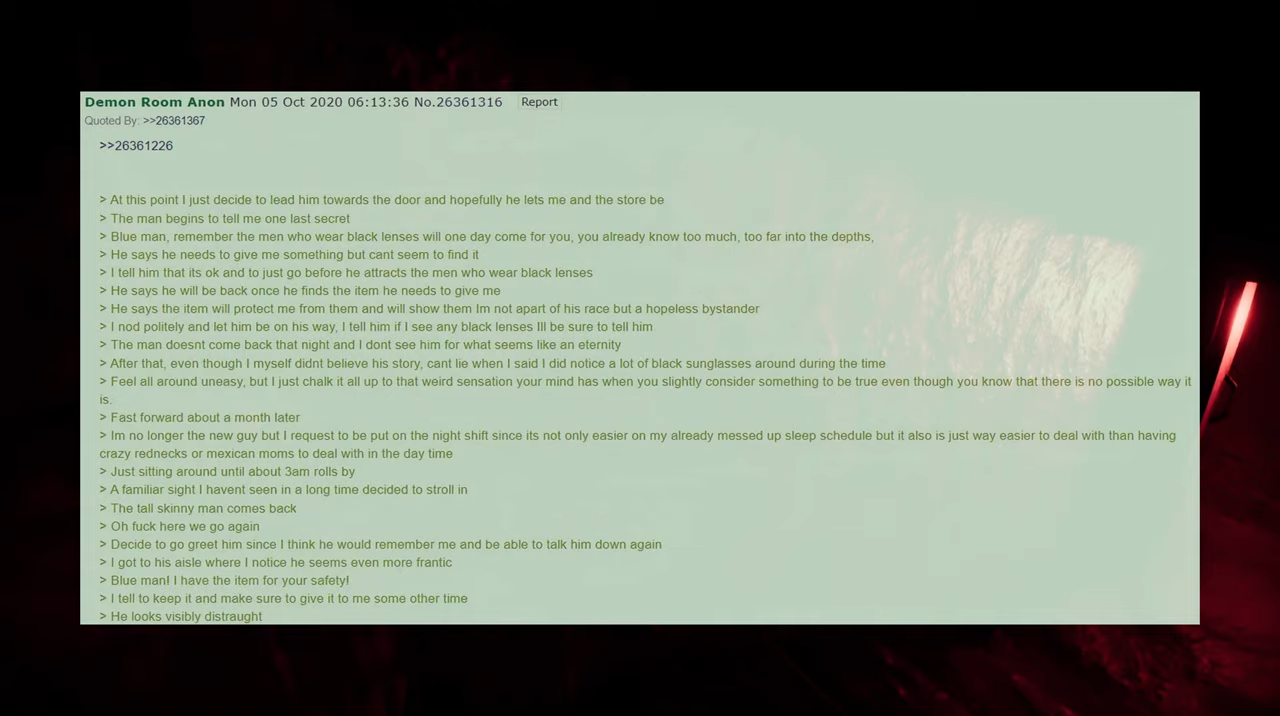 Demon Room Anon Mon 05 Oct 2020 06:13:36 No.26361316 Report
Quoted By: >>26361367
>>26361226
> At this point I just decide to lead him towards the door and hopefully he lets me and the store be
> The man begins to tell me one last secret
> Blue man, remember the men who wear black lenses will one day come for you, you already know too much, too far into the depths,
> He says he needs to give me something but cant seem to find it
> I tell him that its ok and to just go before he attracts the men who wear black lenses
> He says he will be back once he finds the item he needs to give me
> He says the item will protect me from them and will show them Im not apart of his race but a hopeless bystander
> I nod politely and let him be on his way, I tell him if I see any black lenses Ill be sure to tell him
> The man doesnt come back that night and I dont see him for what seems like an eternity
> After that, even though I myself didnt believe his story, cant lie when I said I did notice a lot of black sunglasses around during the time
> Feel all around uneasy, but I just chalk it all up to that weird sensation your mind has when you slightly consider something to be true even though you know that there is no possible way it
is.
> Fast forward about a month later
> Im no longer the new guy but I request to be put on the night shift since its not only easier on my already messed up sleep schedule but it also is just way easier to deal with than having
crazy rednecks or mexican moms to deal with in the day time
> Just sitting around until about 3am rolls by
> A familiar sight I havent seen in a long time decided to stroll in
> The tall skinny man comes back
> Oh fuck here we go again
> Decide to go greet him since I think he would remember me and be able to talk him down again
> I got to his aisle where I notice he seems even more frantic
> Blue man! I have the item for your safety!
> I tell to keep it and make sure to give it to me some other time
> He looks visibly distraught